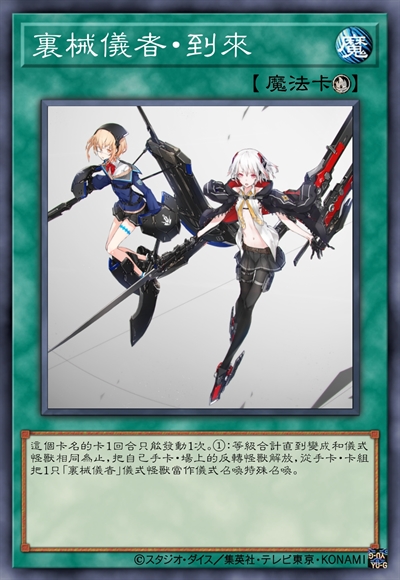 裏械儀者・到來
魔
【魔法卡】
這個卡名的卡1回合只能發動1次。①:等級合計直到變成和儀式
怪獸相同為止,把自己手卡・場上的反轉怪獸解放,從手卡・卡組
把1只「裏械儀者」儀式怪獸當作儀式召喚特殊召喚。
©スタジオ・ダイス/集英社・テレビ東京・KONAMI